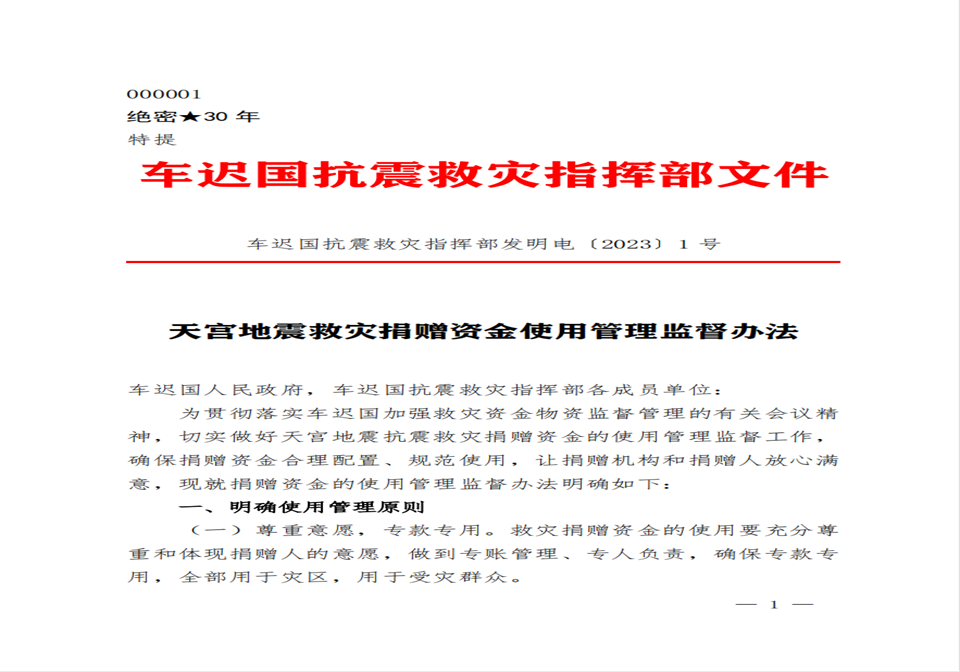 000001
绝密★30 年
特提
车迟国抗震救灾指挥部文件
车迟国抗震救灾指挥部发明电〔2023〕1 号
天宫地震救灾捐赠资金使用管理监督办法
车迟国人民政府，车迟国抗震救灾指挥部各成员单位：
为贯彻落实车迟国加强救灾资金物资监督管理的有关会议精
神，切实做好天宫地震抗震救灾捐赠资金的使用管理监督工作，
确保捐赠资金合理配置、规范使用，让捐赠机构和捐赠人放心满
意，现就捐赠资金的使用管理监督办法明确如下：
一、明确使用管理原则
（一）尊重意愿，专款专用。救灾捐赠资金的使用要充分尊
重和体现捐赠人的意愿，做到专账管理、专人负责，确保专款专
用，全部用于灾区，用于受灾群众。
— 1 —